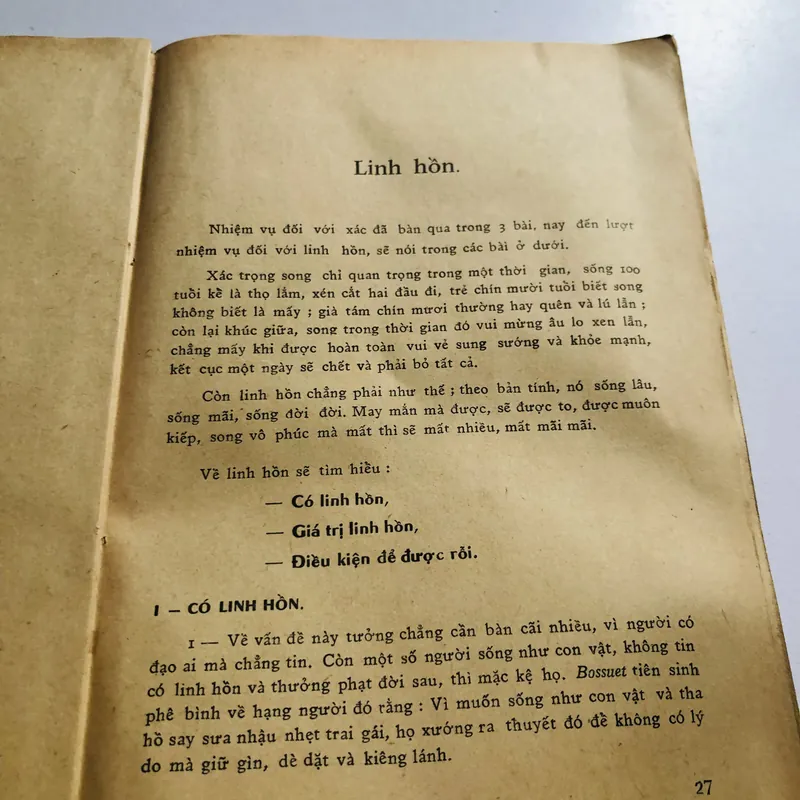 Linh hồn.
Nhiệm vụ đối với xác đã bàn qua trong 3 bài, nay đến lượt
nhiệm vụ đối với linh hồn, sẽ nói trong các bài ở dưới.
Xác trọng song chỉ quan trọng trong một thời gian, sống 100
tuổi kể là thọ lắm, xén cắt hai đầu đi, trẻ chín mười tuổi biết song
không biết là mấy ; già tám chín mươi thường hay quên và lú lẫn ;
còn lại khúc giữa, song trong thời gian đó vui mừng âu lo xen lẫn,
chẳng mấy khi được hoàn toàn vui vẻ sung sướng và khỏe mạnh,
kết cục một ngày sẽ chết và phải bỏ tất cả.
Còn linh hồn chẳng phải như thế ; theo bản tính, nó sống lâu,
sống mãi, sống đời đời. May mắn mà được, sẽ được to, được muôn
kiếp, song vô phúc mà mất thì sẽ mất nhiều, mất mãi mãi.
Về linh hồn sẽ tìm hiểu :
— Có linh hồn,
— Giá trị linh hồn,
— Điều kiện để được rỗi.
I – CÓ LINH HỒN.
1 — Về vấn đề này tưởng chẳng cần bàn cãi nhiều, vì người có
đạo ai mà chẳng tin. Còn một số người sống như con vật, không tin
có linh hồn và thưởng phạt đời sau, thì mặc kệ họ. Bossuet tiên sinh
phê bình về hạng người đó rằng : Vì muốn sống như con vật và tha
hồ say sưa nhậu nhẹt trai gái, họ xướng ra thuyết đó để không có lý
do mà giữ gìn, dè dặt và kiêng lánh.
27